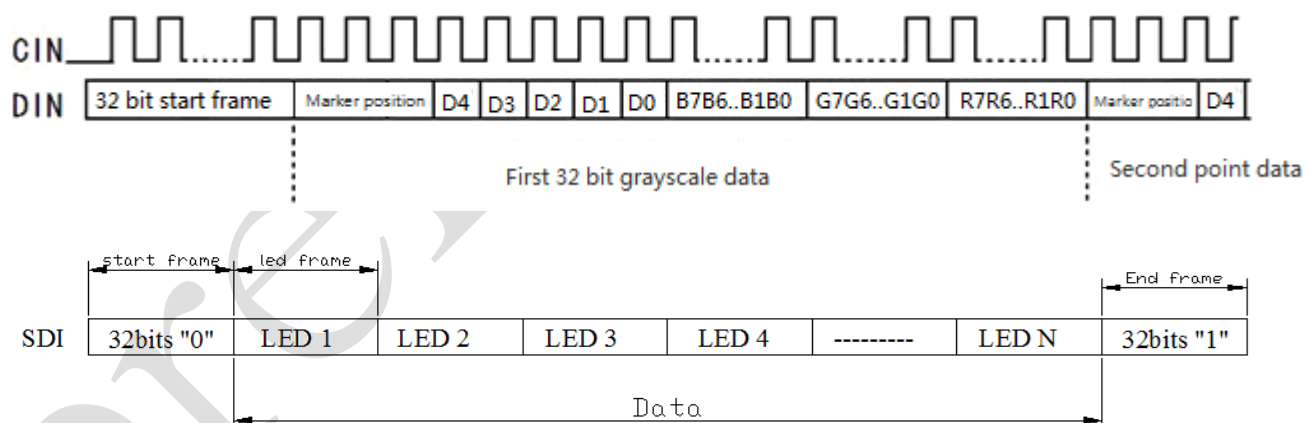 CIN
DIN 32 bit start frame Marker position D4 D3 D2 D1 D0 B7B6..B1B0 G7G6..G1G0 R7R6..R1R0 Marker positio D4
First 32 bit grayscale data Second point data
start frame led frame End frame
SDI 32bits "0" LED 1 LED 2 LED 3 LED 4 --------- LED N 32bits "1"
Data